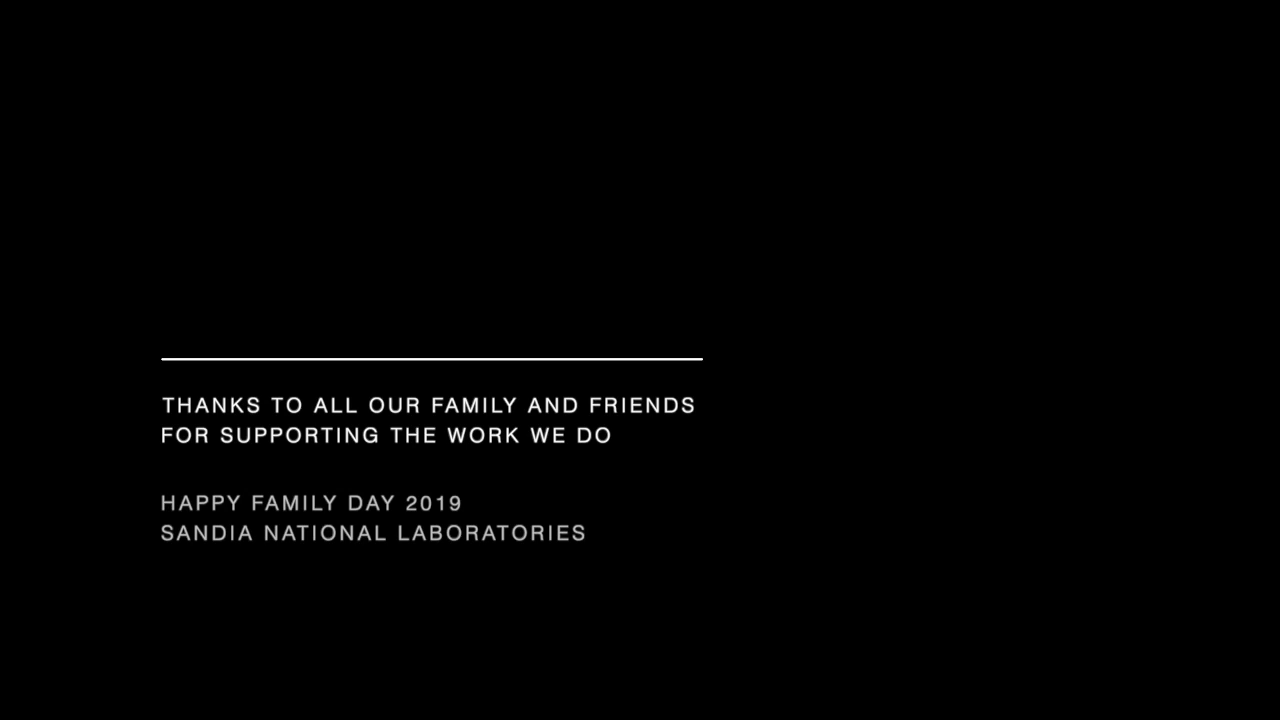 THANKS TO ALL OUR FAMILY AND FRIENDS
FOR SUPPORTING THE WORK WE DO
HAPPY FAMILY DAY 2019
SANDIA NATIONAL LABORATORIES